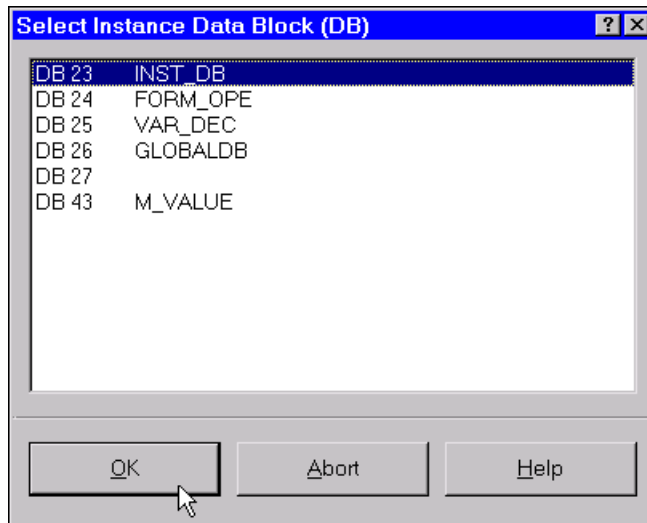 Select Instance Data Block (DB)
DB 23 INST_DB
DB 24 FORM_OPE
DB 25 VAR_DEC
DB 26 GLOBALDB
DB 27
DB 43 M_VALUE
OK Abort Help